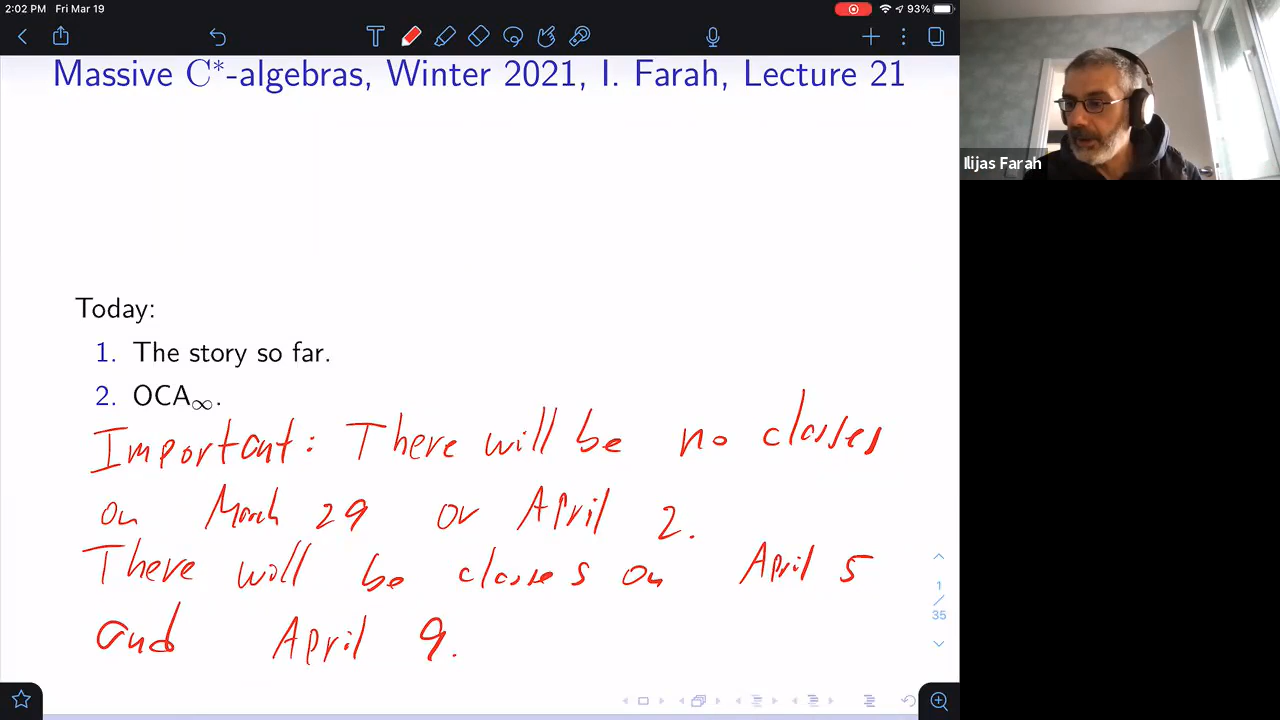 2:02 PM Fri Mar 19
93%
Massive C*-algebras, Winter 2021, I. Farah, Lecture 21
Ilijas Farah
Today:
1. The story so far.
2. OCA∞.
Important: There will be no classes
on March 29 or April 2.
There will be classes on April 5
and April 9.
1
/
35